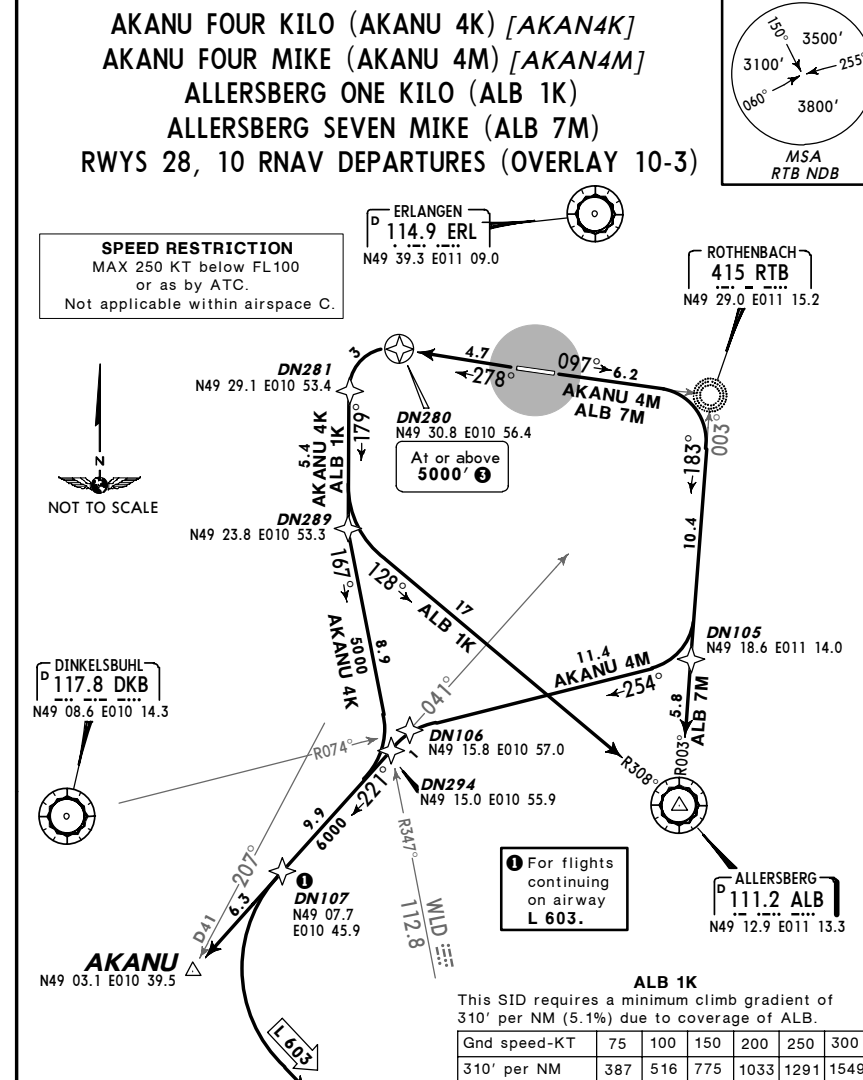 AKANU FOUR KILO (AKANU 4K) [AKAN4K]
AKANU FOUR MIKE (AKANU 4M) [AKAN4M]
ALLERSBERG ONE KILO (ALB 1K)
ALLERSBERG SEVEN MIKE (ALB 7M)
RWYS 28, 10 RNAV DEPARTURES (OVERLAY 10-3)
150°
3500'
3100'
255°
060°
3800'
MSA
RTB NDB
SPEED RESTRICTION
MAX 250 KT below FL100
or as by ATC.
Not applicable within airspace C.
ERLANGEN
D 114.9 ERL
N49 39.3 E011 09.0
ROTHENBACH
415 RTB
N49 29.0 E011 15.2
DN281
N49 29.1 E010 53.4
3
4.7
278°
097°
6.2
AKANU 4M
ALB 7M
003°
DN280
N49 30.8 E010 56.4
At or above
5000' 3
N
NOT TO SCALE
179°
5.4
AKANU 4K
ALB 1K
183°
10.4
DN289
N49 23.8 E010 53.3
167°
5000
8.9
AKANU 4K
128°
17
ALB 1K
DN105
N49 18.6 E011 14.0
11.4
AKANU 4M
254°
5.8
ALB 7M
DINKELSBUHL
D 117.8 DKB
N49 08.6 E010 14.3
R074°
041°
DN106
N49 15.8 E010 57.0
1
DN294
N49 15.0 E010 55.9
221°
9.9
6000
R347°
WLD
112.8
R308°
R003°
ALLERSBERG
D 111.2 ALB
N49 12.9 E011 13.3
207°
D41
6.3
1
DN107
N49 07.7
E010 45.9
1 For flights
continuing
on airway
L 603.
AKANU
N49 03.1 E010 39.5
L 603
ALB 1K
This SID requires a minimum climb gradient of
310' per NM (5.1%) due to coverage of ALB.
Gnd speed-KT 75 100 150 200 250 300
310' per NM 387 516 775 1033 1291 1549